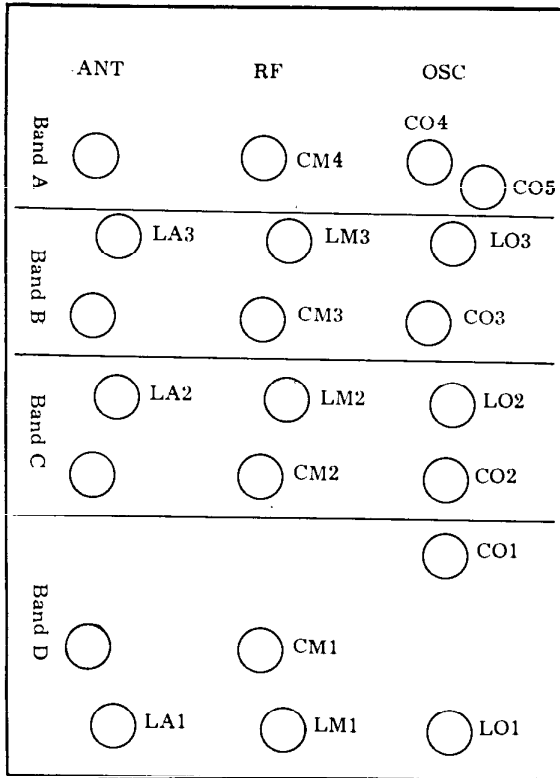 ANT RF OSC
Band A
CO4
CM4
CO5
LA3 LM3 LO3
Band B
CM3 CO3
LA2 LM2 LO2
Band C
CM2 CO2
CO1
Band D
CM1
LA1 LM1 LO1